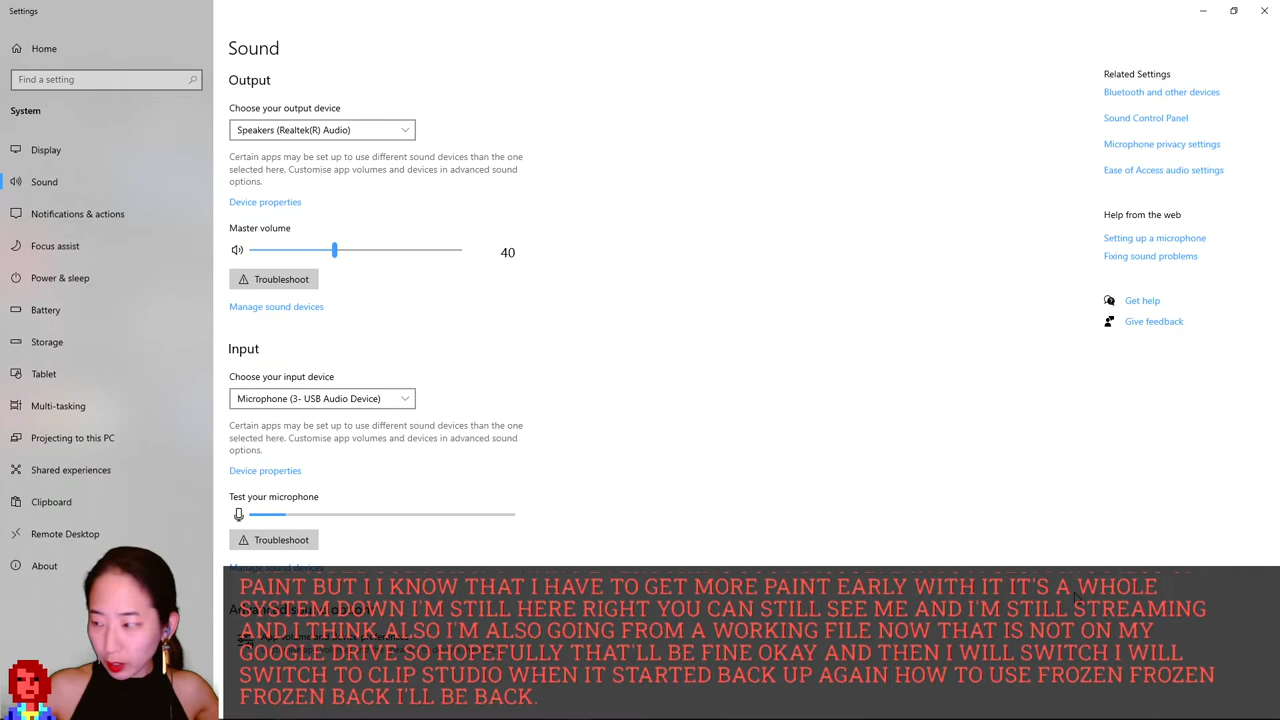 Settings
Home
Find a setting
System
Display
Sound
Notifications & actions
Focus assist
Power & sleep
Battery
Storage
Tablet
Multi-tasking
Projecting to this PC
Shared experiences
Clipboard
Remote Desktop
About
Sound
Output
Choose your output device
Speakers (Realtek(R) Audio)
Certain apps may be set up to use different sound devices than the one
selected here. Customise app volumes and devices in advanced sound
options.
Device properties
Master volume
40
Troubleshoot
Manage sound devices
Input
Choose your input device
Microphone (3- USB Audio Device)
Certain apps may be set up to use different sound devices than the one
selected here. Customise app volumes and devices in advanced sound
options.
Device properties
Test your microphone
Troubleshoot
Manage sound devices
Advanced sound options
App volume and device preferences
Related Settings
Bluetooth and other devices
Sound Control Panel
Microphone privacy settings
Ease of Access audio settings
Help from the web
Setting up a microphone
Fixing sound problems
Get help
Give feedback
PAINT BUT I I KNOW THAT I HAVE TO GET MORE PAINT EARLY WITH IT IT'S A WHOLE
I'M STILL HERE RIGHT YOU CAN STILL SEE ME AND I'M STILL STREAMING
AND I THINK ALSO I'M ALSO GOING FROM A WORKING FILE NOW THAT IS NOT ON MY
GOOGLE DRIVE SO HOPEFULLY THAT'LL BE FINE OKAY AND THEN I WILL SWITCH I WILL
SWITCH TO CLIP STUDIO WHEN IT STARTED BACK UP AGAIN HOW TO USE FROZEN FROZEN
FROZEN BACK I'LL BE BACK.